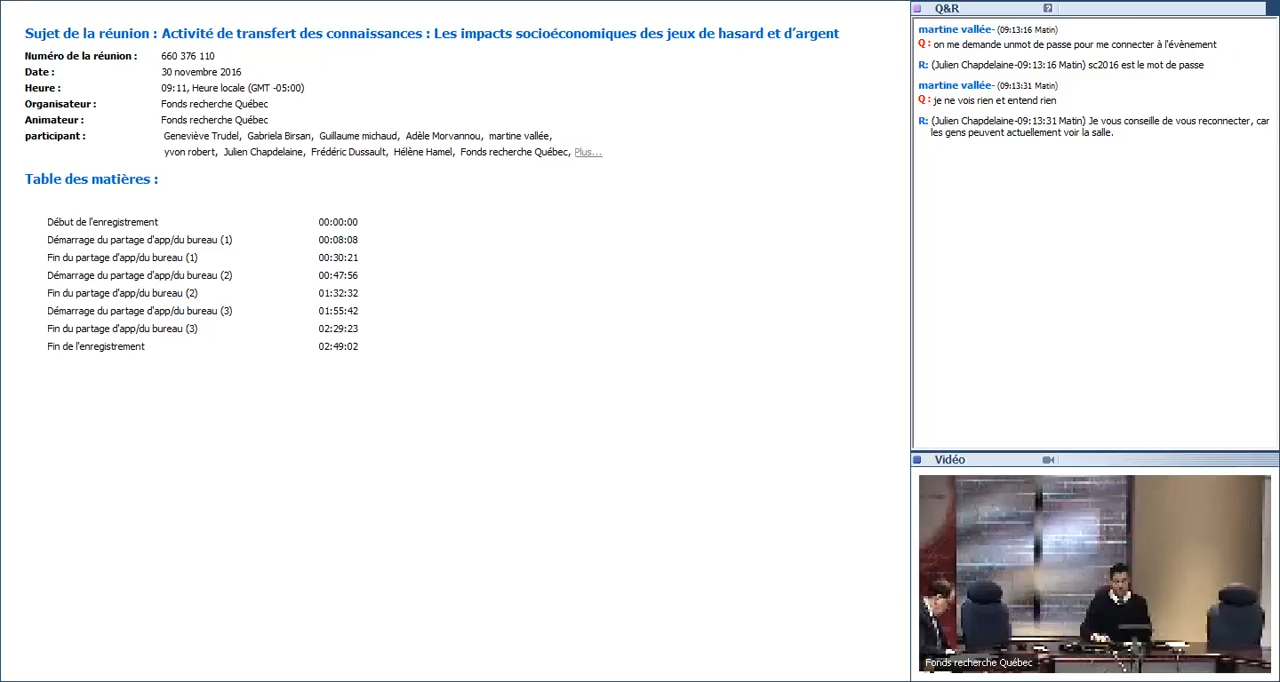 Sujet de la réunion : Activité de transfert des connaissances : Les impacts socioéconomiques des jeux de hasard et d’argent
Numéro de la réunion : 660 376 110
Date : 30 novembre 2016
Heure : 09:11, Heure locale (GMT -05:00)
Organisateur : Fonds recherche Québec
Animateur : Fonds recherche Québec
participant : Geneviève Trudel, Gabriela Birsan, Guillaume michaud, Adèle Morvannou, martine vallée,
yvon robert, Julien Chapdelaine, Frédéric Dussault, Hélène Hamel, Fonds recherche Québec, Plus...
Table des matières :
Début de l'enregistrement 00:00:00
Démarrage du partage d'app/du bureau (1) 00:08:08
Fin du partage d'app/du bureau (1) 00:30:21
Démarrage du partage d'app/du bureau (2) 00:47:56
Fin du partage d'app/du bureau (2) 01:32:32
Démarrage du partage d'app/du bureau (3) 01:55:42
Fin du partage d'app/du bureau (3) 02:29:23
Fin de l'enregistrement 02:49:02
Q&R ?
martine vallée- (09:13:16 Matin)
Q : on me demande unmot de passe pour me connecter à l'évènement
R: (Julien Chapdelaine-09:13:16 Matin) sc2016 est le mot de passe
martine vallée- (09:13:31 Matin)
Q : je ne vois rien et entend rien
R: (Julien Chapdelaine-09:13:31 Matin) Je vous conseille de vous reconnecter, car
les gens peuvent actuellement voir la salle.
Vidéo
Fonds recherche Québec